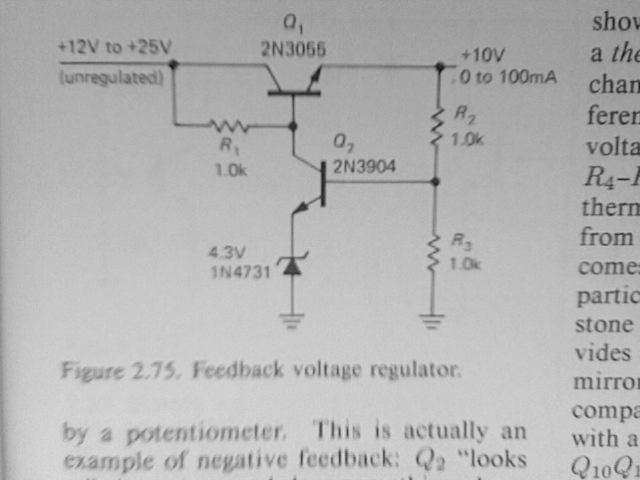 Q1
+12V to +25V
2N3055
(unregulated)
+10V
0 to 100mA
R1
1.0k
Q2
2N3904
R2
1.0k
4.3V
1N4731
R3
1.0k
Figure 2.75. Feedback voltage regulator.
by a potentiometer. This is actually an
example of negative feedback: Q2 "looks
show
a the
chan
feren
volta
R4–
therm
from
comes
partic
stone
vides
mirror
compa
with a
Q10Q1